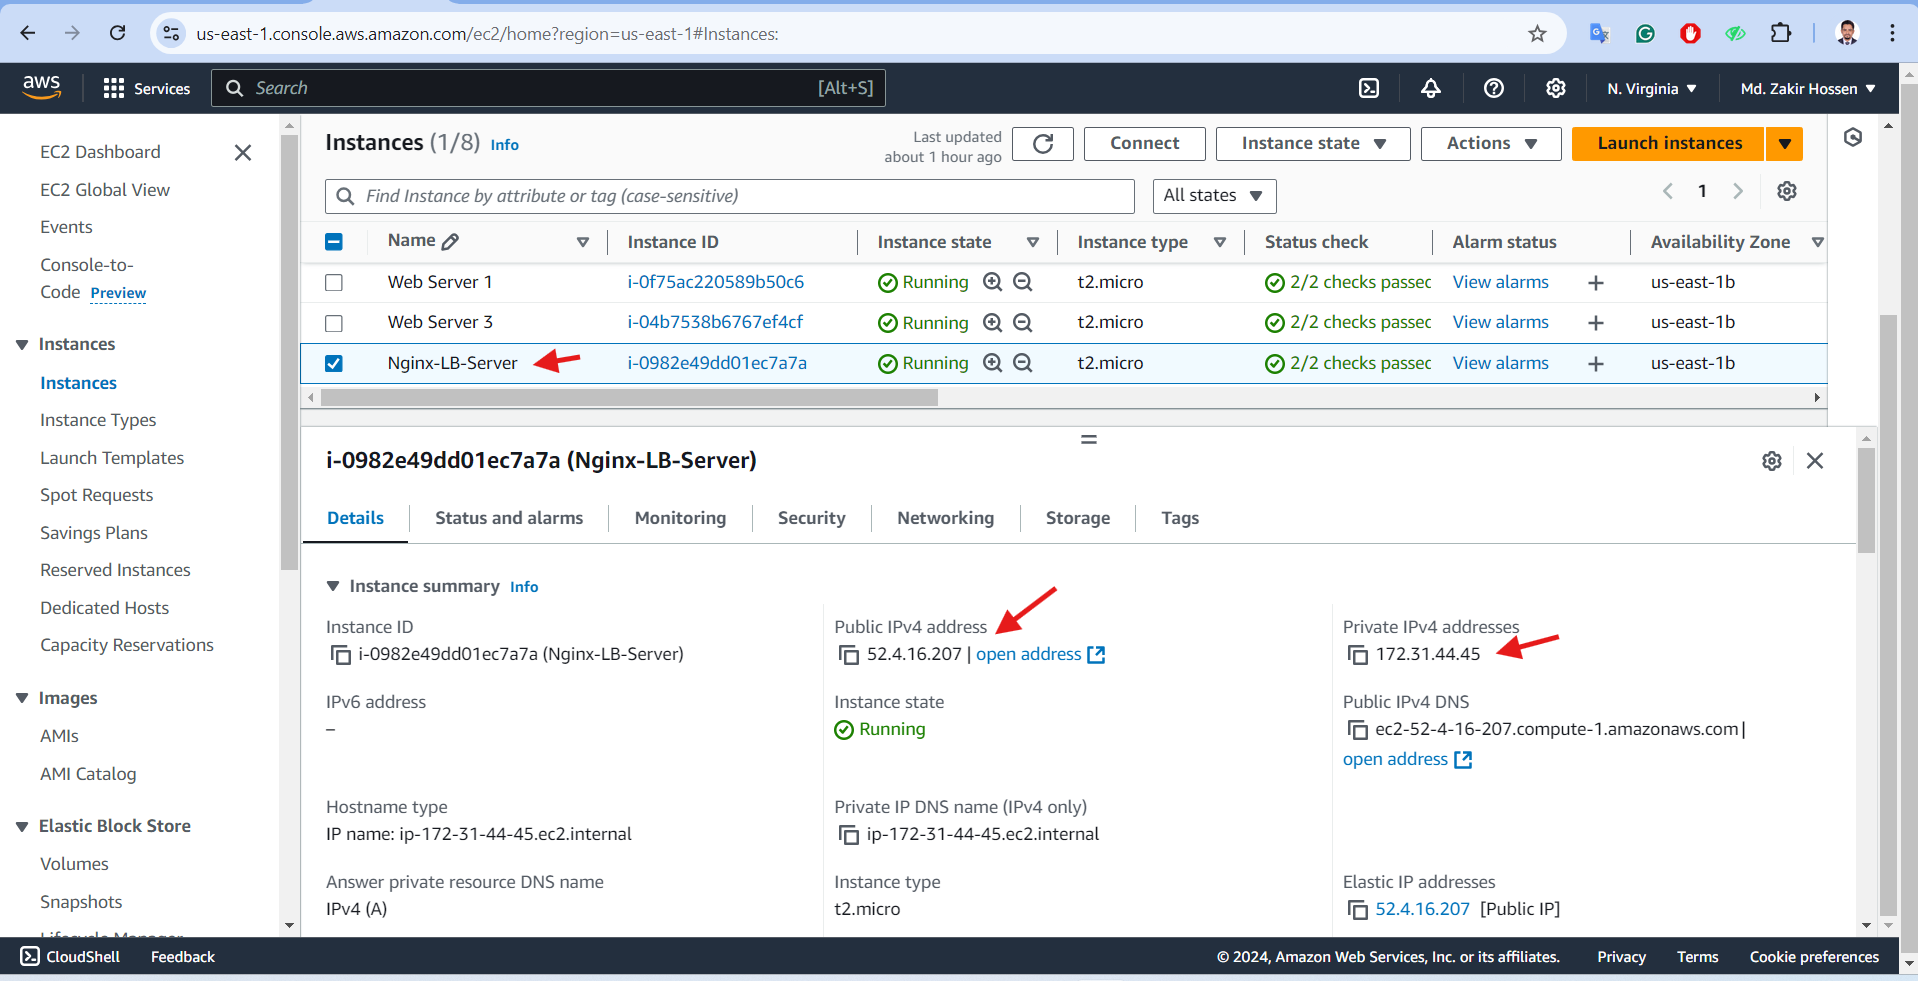 us-east-1.console.aws.amazon.com/ec2/home?region=us-east-1#Instances:
aws
Services
Search
[Alt+S]
N. Virginia
Md. Zakir Hossen
EC2 Dashboard
EC2 Global View
Events
Console-to-
Code Preview
Instances
Instances
Instance Types
Launch Templates
Spot Requests
Savings Plans
Reserved Instances
Dedicated Hosts
Capacity Reservations
Images
AMIs
AMI Catalog
Elastic Block Store
Volumes
Snapshots
Lifecycle Manager
Instances (1/8) Info
Last updated
about 1 hour ago
Connect
Instance state
Actions
Launch instances
Find Instance by attribute or tag (case-sensitive)
All states
1
Name Instance ID Instance state Instance type Status check Alarm status Availability Zone
Web Server 1 i-0f75ac220589b50c6 Running t2.micro 2/2 checks passec View alarms + us-east-1b
Web Server 3 i-04b7538b6767ef4cf Running t2.micro 2/2 checks passec View alarms + us-east-1b
Nginx-LB-Server i-0982e49dd01ec7a7a Running t2.micro 2/2 checks passec View alarms + us-east-1b
i-0982e49dd01ec7a7a (Nginx-LB-Server)
Details Status and alarms Monitoring Security Networking Storage Tags
Instance summary Info
Instance ID
i-0982e49dd01ec7a7a (Nginx-LB-Server)
Public IPv4 address
52.4.16.207 | open address
Private IPv4 addresses
172.31.44.45
IPv6 address
–
Instance state
Running
Public IPv4 DNS
ec2-52-4-16-207.compute-1.amazonaws.com |
open address
Hostname type
IP name: ip-172-31-44-45.ec2.internal
Private IP DNS name (IPv4 only)
ip-172-31-44-45.ec2.internal
Answer private resource DNS name
IPv4 (A)
Instance type
t2.micro
Elastic IP addresses
52.4.16.207 [Public IP]
CloudShell
Feedback
© 2024, Amazon Web Services, Inc. or its affiliates.
Privacy
Terms
Cookie preferences